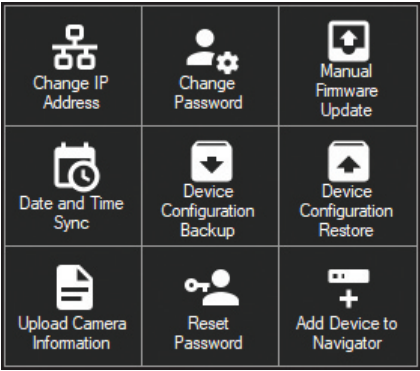 Change IP
Address
Change
Password
Manual
Firmware
Update
Date and Time
Sync
Device
Configuration
Backup
Device
Configuration
Restore
Upload Camera
Information
Reset
Password
Add Device to
Navigator